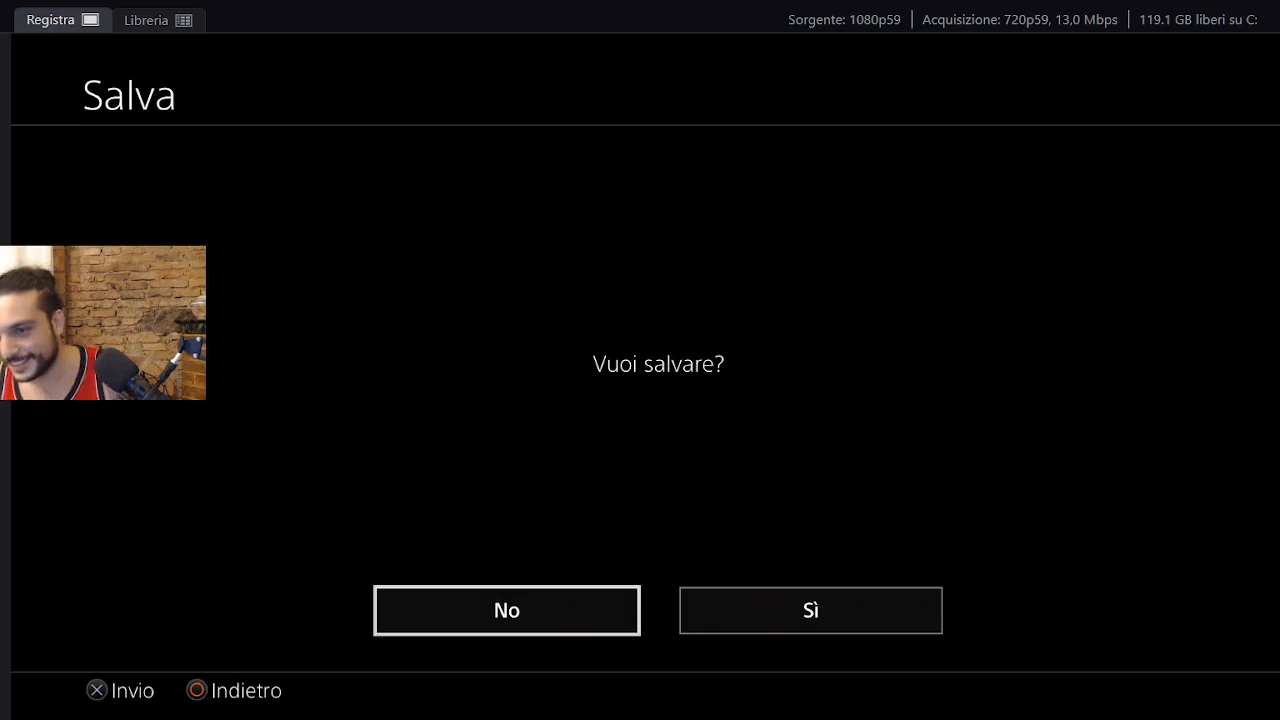 Registra
Libreria
Sorgente: 1080p59
Acquisizione: 720p59, 13,0 Mbps
119.1 GB liberi su C:
Salva
Vuoi salvare?
No
Sì
Invio
Indietro